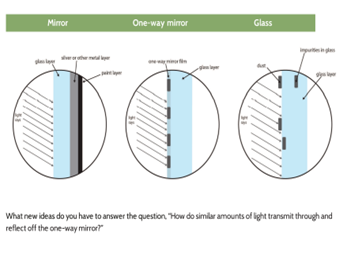 Mirror One-way mirror Glass
impurities in glass
silver or other metal layer
glass layer
paint layer
one-way mirror film
glass layer
dust
glass layer
light rays
light rays
light rays
What new ideas do you have to answer the question, "How do similar amounts of light transmit through and
reflect off the one-way mirror?"